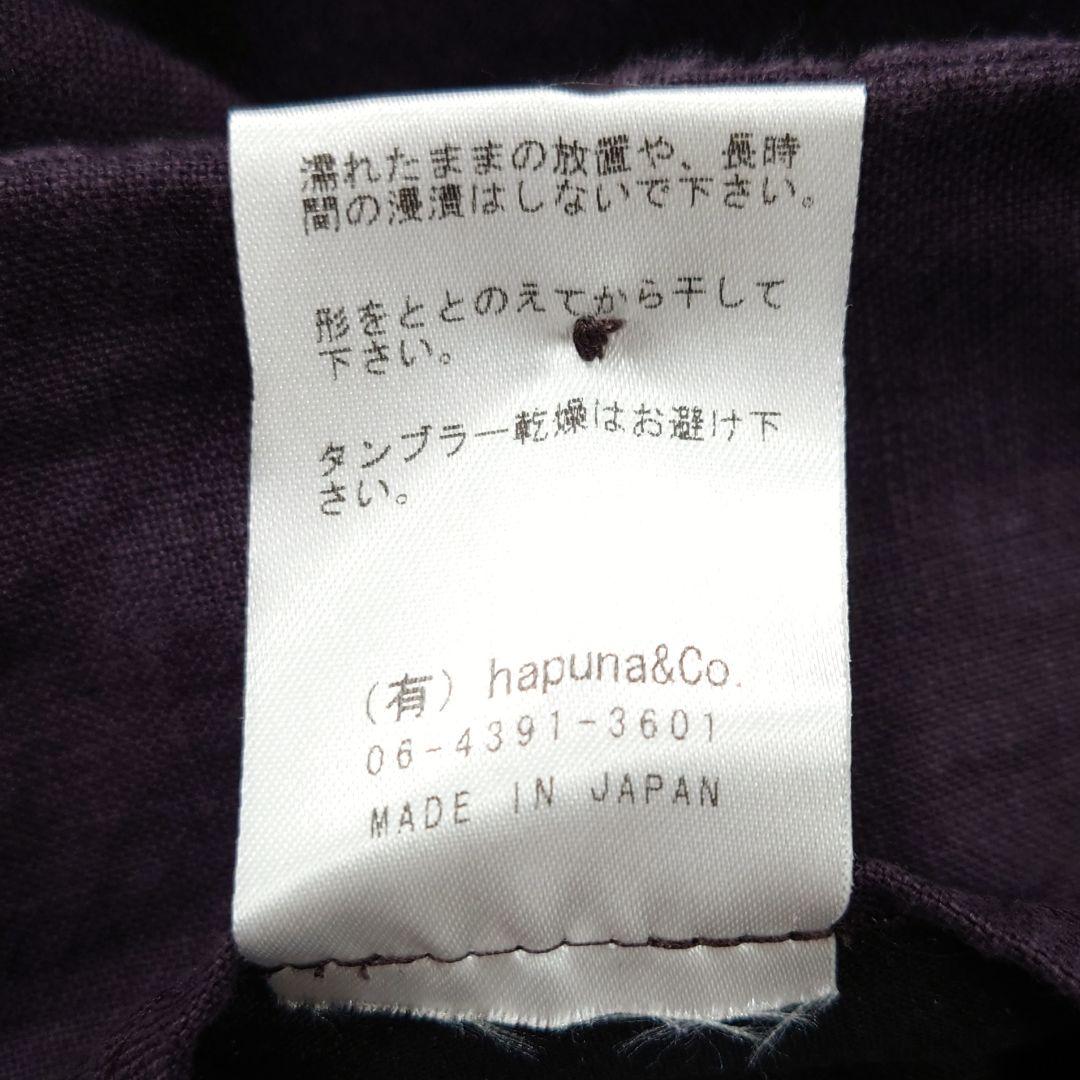 濡れたままの放置や、長時
間の浸漬はしないで下さい。
形をととのえてから干して
下さい。
タンブラー乾燥はお避け下
さい。
(有) hapuna&Co.
06-4391-3601
MADE IN JAPAN